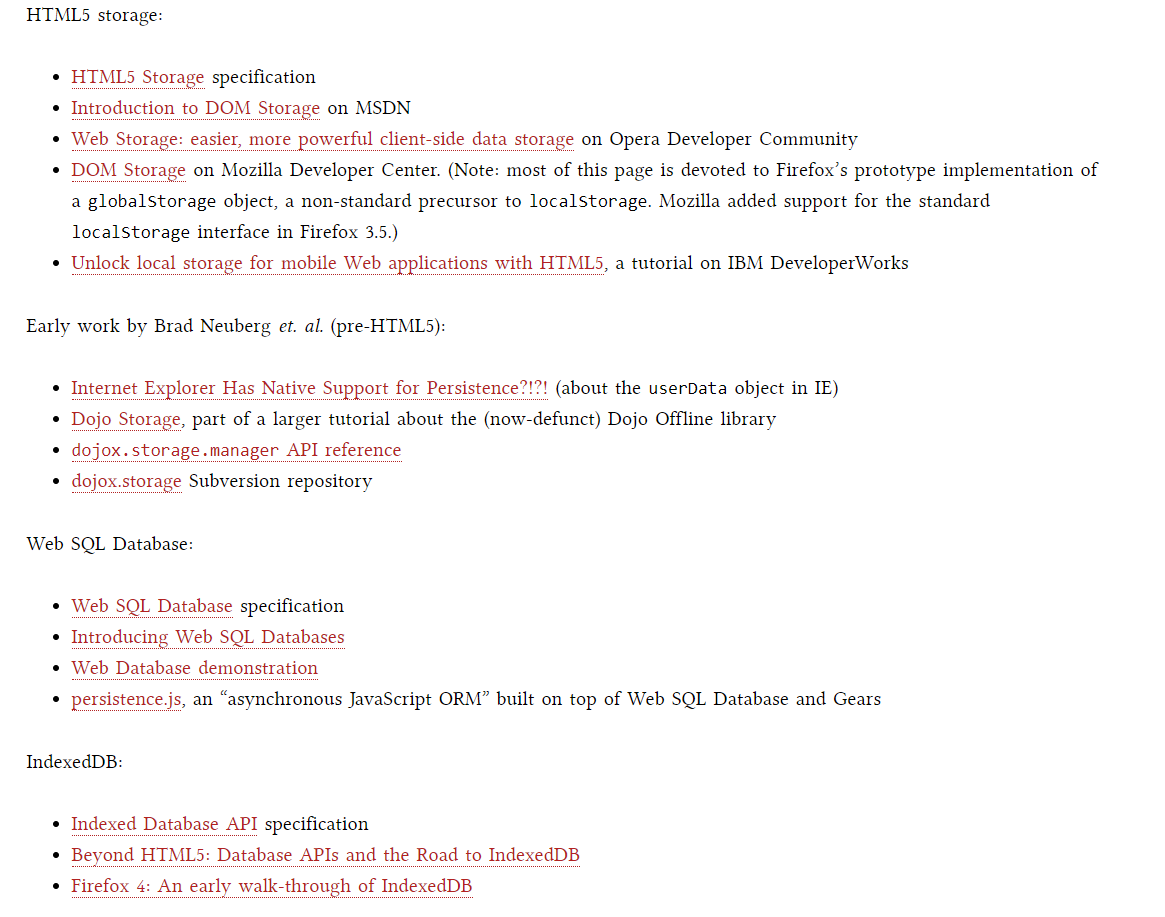 HTML5 storage:
• HTML5 Storage specification
• Introduction to DOM Storage on MSDN
• Web Storage: easier, more powerful client-side data storage on Opera Developer Community
• DOM Storage on Mozilla Developer Center. (Note: most of this page is devoted to Firefox’s prototype implementation of
a globalStorage object, a non-standard precursor to localStorage. Mozilla added support for the standard
localStorage interface in Firefox 3.5.)
• Unlock local storage for mobile Web applications with HTML5, a tutorial on IBM DeveloperWorks
Early work by Brad Neuberg et. al. (pre-HTML5):
• Internet Explorer Has Native Support for Persistence?!?! (about the userData object in IE)
• Dojo Storage, part of a larger tutorial about the (now-defunct) Dojo Offline library
• dojox.storage.manager API reference
• dojox.storage Subversion repository
Web SQL Database:
• Web SQL Database specification
• Introducing Web SQL Databases
• Web Database demonstration
• persistence.js, an “asynchronous JavaScript ORM” built on top of Web SQL Database and Gears
IndexedDB:
• Indexed Database API specification
• Beyond HTML5: Database APIs and the Road to IndexedDB
• Firefox 4: An early walk-through of IndexedDB